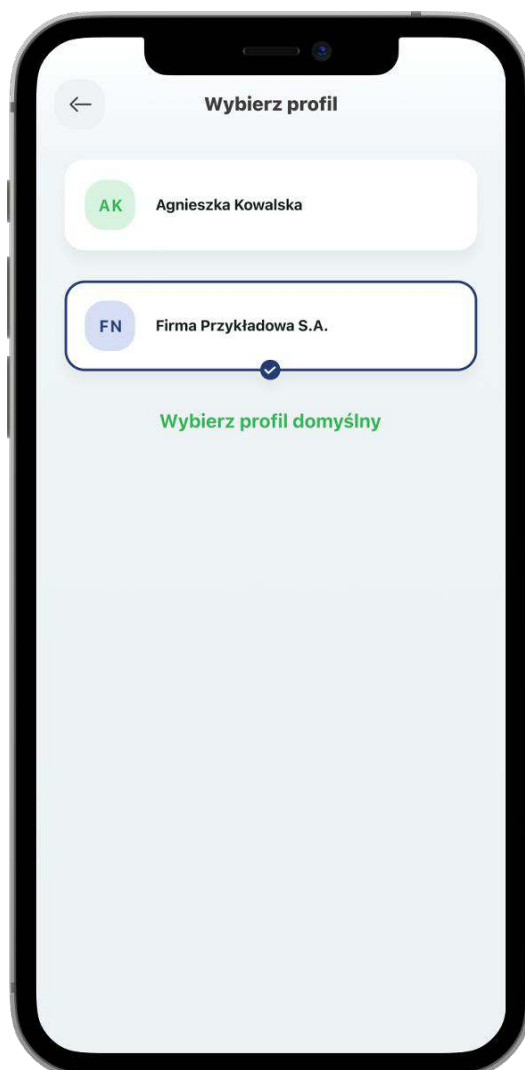 Wybierz profil
AK Agnieszka Kowalska
FN Firma Przykładowa S.A.
Wybierz profil domyślny